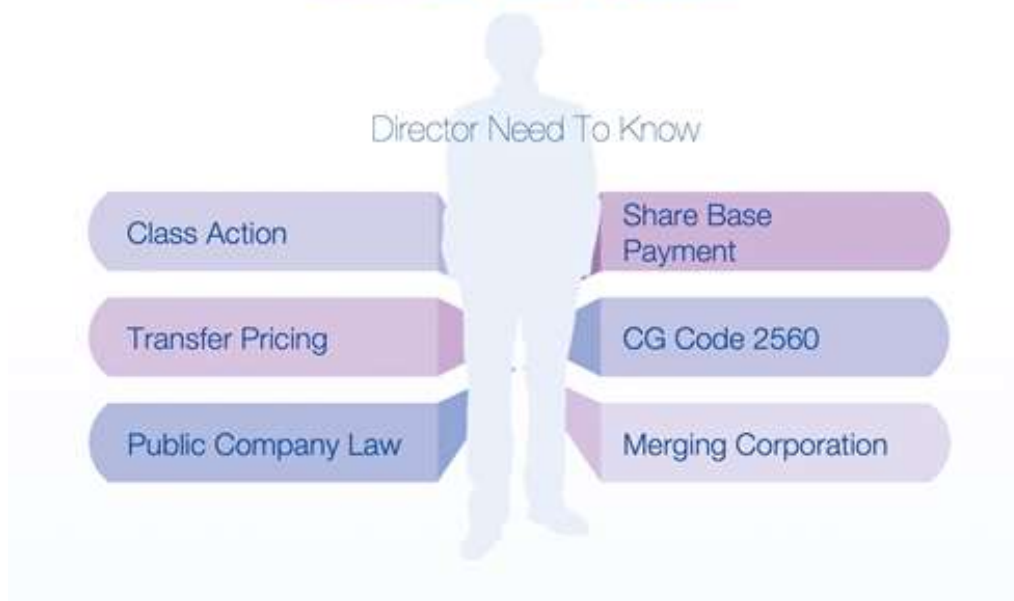 Director Need To Know
Class Action
Share Base
Payment
Transfer Pricing
CG Code 2560
Public Company Law
Merging Corporation